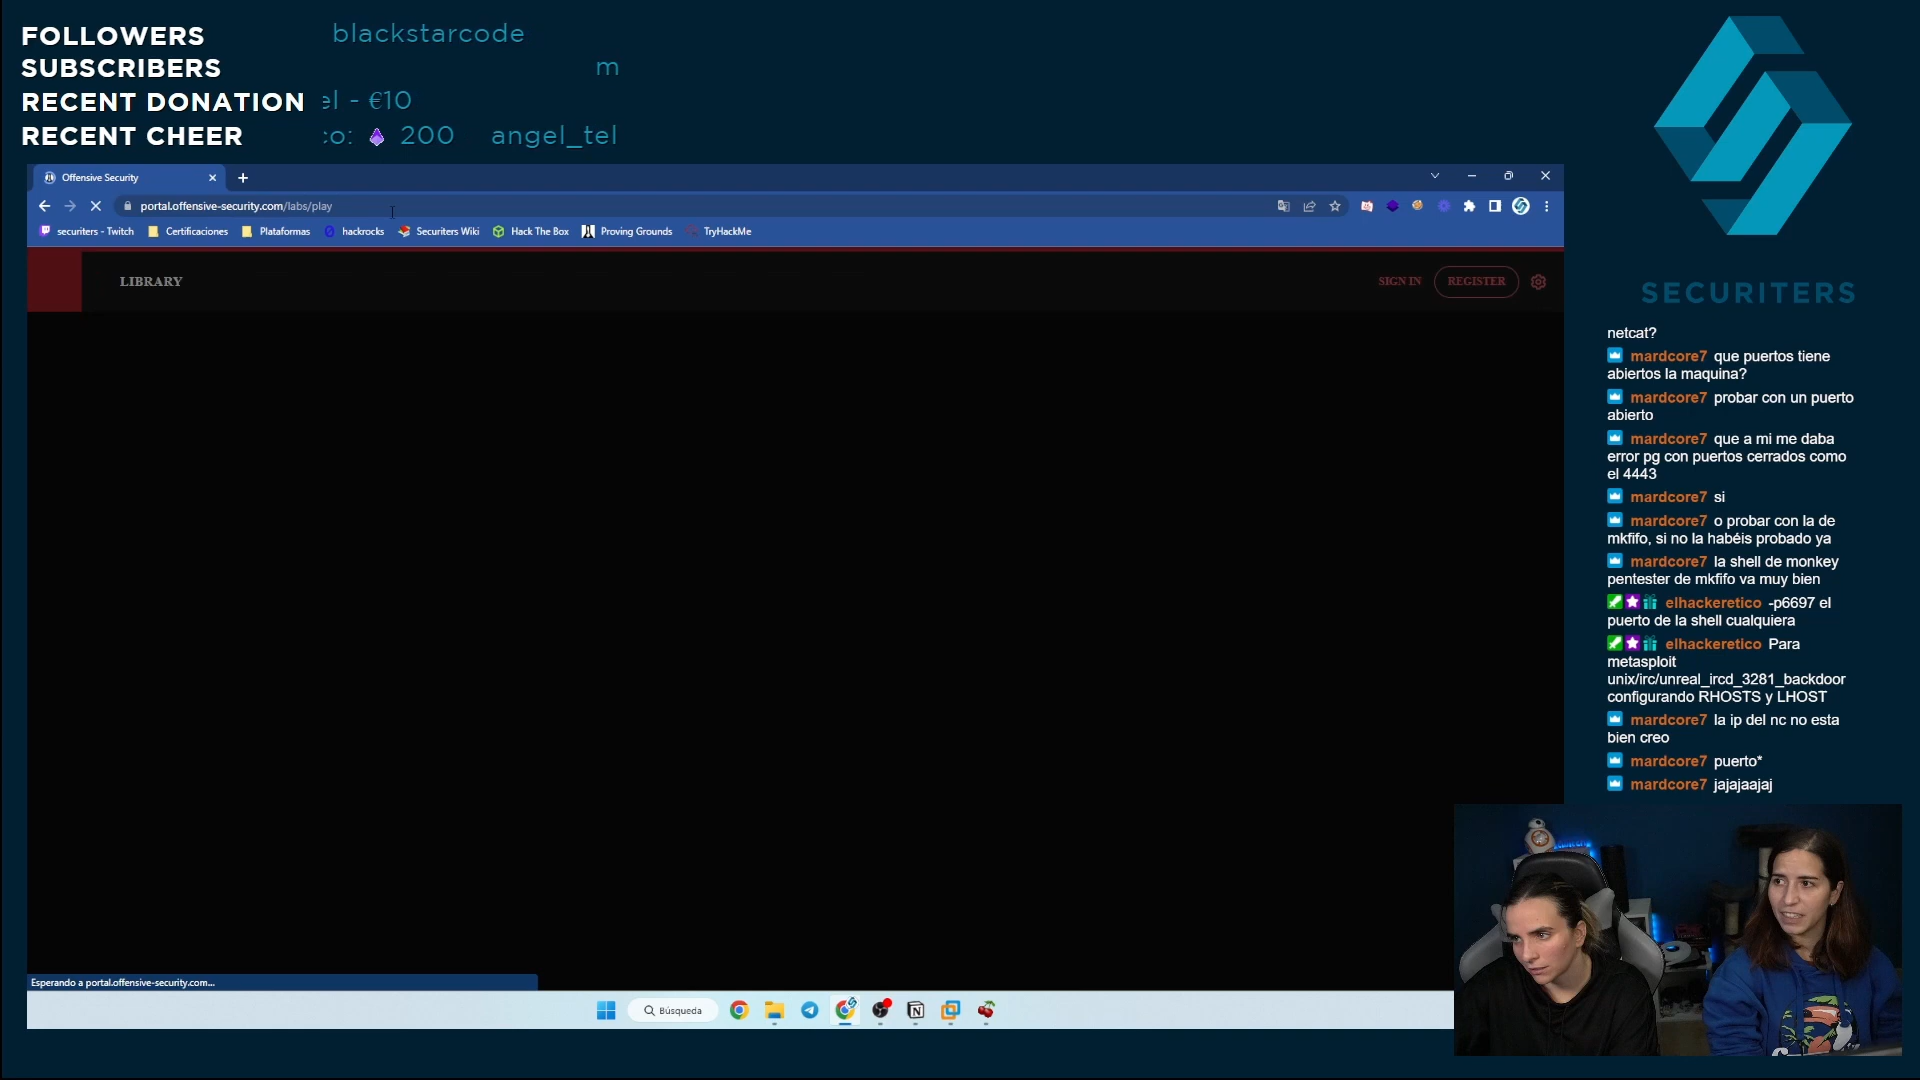 FOLLOWERS
blackstarcode
SUBSCRIBERS
m
RECENT DONATION
el - €10
RECENT CHEER
co: 200 angel_tel
Offensive Security
portal.offensive-security.com/labs/play
securiters - Twitch
Certificaciones
Plataformas
hackrocks
Securiters Wiki
Hack The Box
Proving Grounds
TryHackMe
LIBRARY
SIGN IN
REGISTER
Esperando a portal.offensive-security.com...
Búsqueda
SECURITERS
netcat?
mardcore7 que puertos tiene
abiertos la maquina?
mardcore7 probar con un puerto
abierto
mardcore7 que a mi me daba
error pg con puertos cerrados como
el 4443
mardcore7 si
mardcore7 o probar con la de
mkfifo, si no la habéis probado ya
mardcore7 la shell de monkey
pentester de mkfifo va muy bien
elhackeretico -p6697 el
puerto de la shell cualquiera
elhackeretico Para
metasploit
unix/irc/unreal_ircd_3281_backdoor
configurando RHOSTS y LHOST
mardcore7 la ip del nc no esta
bien creo
mardcore7 puerto*
mardcore7 jajajaajaj